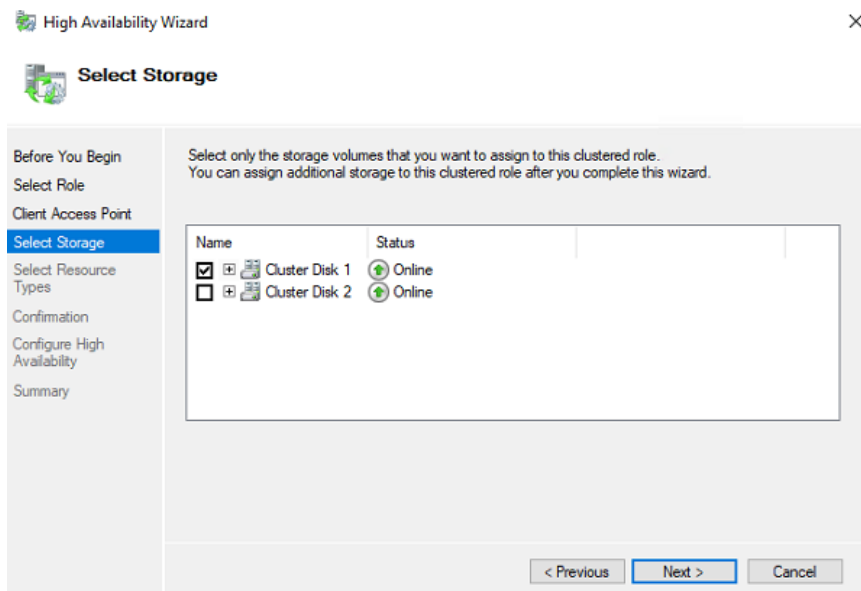 High Availability Wizard
Select Storage
Before You Begin
Select Role
Client Access Point
Select Storage
Select Resource
Types
Confirmation
Configure High
Availability
Summary
Select only the storage volumes that you want to assign to this clustered role.
You can assign additional storage to this clustered role after you complete this wizard.
Name Status
Cluster Disk 1 Online
Cluster Disk 2 Online
< Previous Next > Cancel